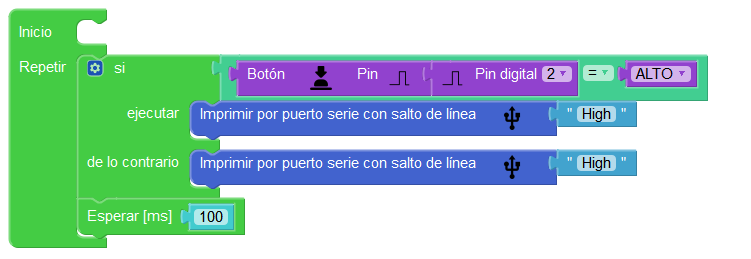 Inicio
Repetir si Botón Pin Pin digital 2 = ALTO
ejecutar Imprimir por puerto serie con salto de línea " High "
de lo contrario Imprimir por puerto serie con salto de línea " High "
Esperar [ms] 100